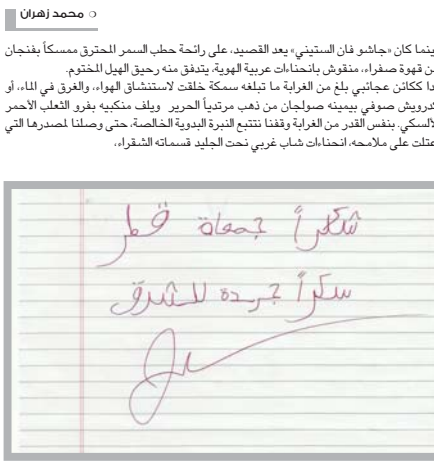 محمد زهران
ينما كان «جاشو فان الستيني» يعد القصيد، على رائحة حطب السمر المحترق ممسكاً بفنجان
ن قهوة صفراء، منقوش بانحناءات عربية الهوية، يتدفق منه رحيق الهيل المختوم.
دا ككائن عجائبي بلغ من الغرابة ما تبلغه سمكة خلقت لاستنشاق الهواء، والغرق في الماء، أو
درويش صوفي بيمينه صولجان من ذهب مرتدياً الحرير ويلف منكبيه بفرو الثعلب الأحمر
لألسكي. بنفس القدر من الغرابة وقفنا نتتبع النبرة البدوية الخالصة، حتى وصلنا لمصدرها التي
عتلت على ملامحه، انحناءات شاب غربي نحت الجليد قسماته الشقراء،
شكراً جمعاة قطر
سكراً جريدة للشرق